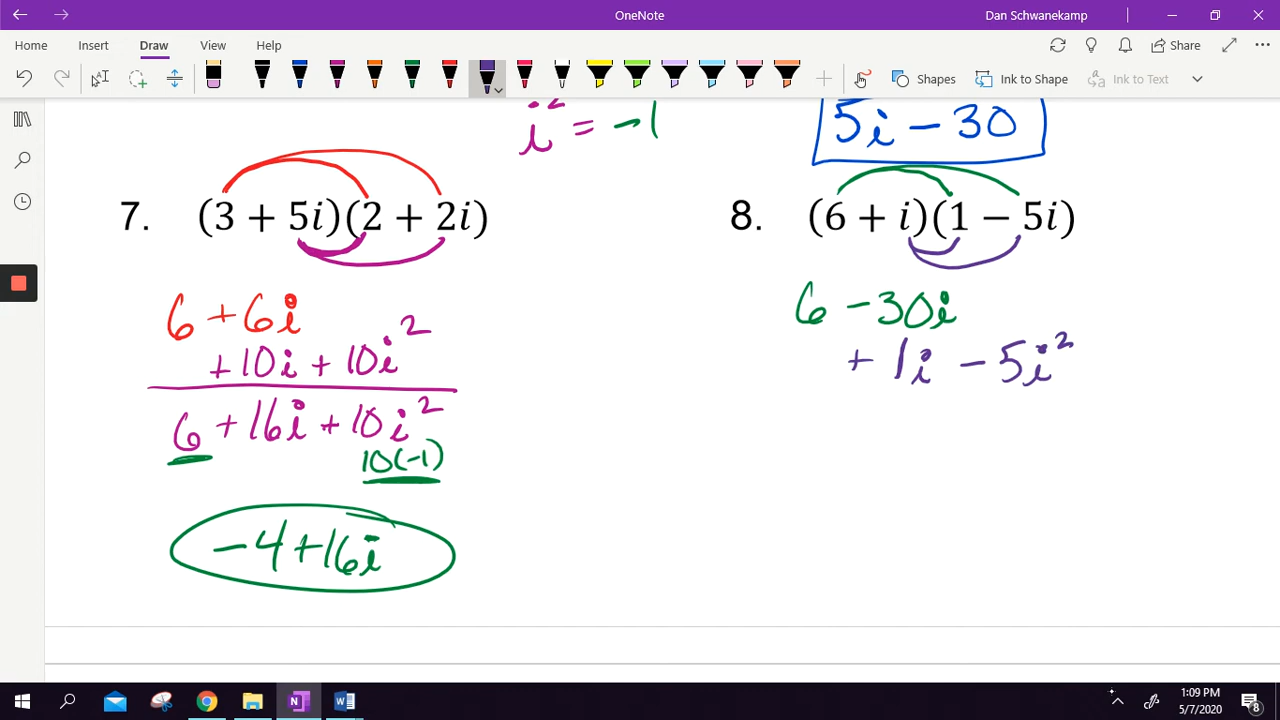 OneNote
Dan Schwanekamp
Home Insert Draw View Help
Share
Shapes
Ink to Shape
Ink to Text
i² = -1
5i - 30
7. (3 + 5i)(2 + 2i)
6 + 6i
+ 10i + 10i²
6 + 16i + 10i²
10(-1)
-4 + 16i
8. (6 + i)(1 − 5i)
6 - 30i
+ 1i - 5i²
1:09 PM
5/7/2020
8